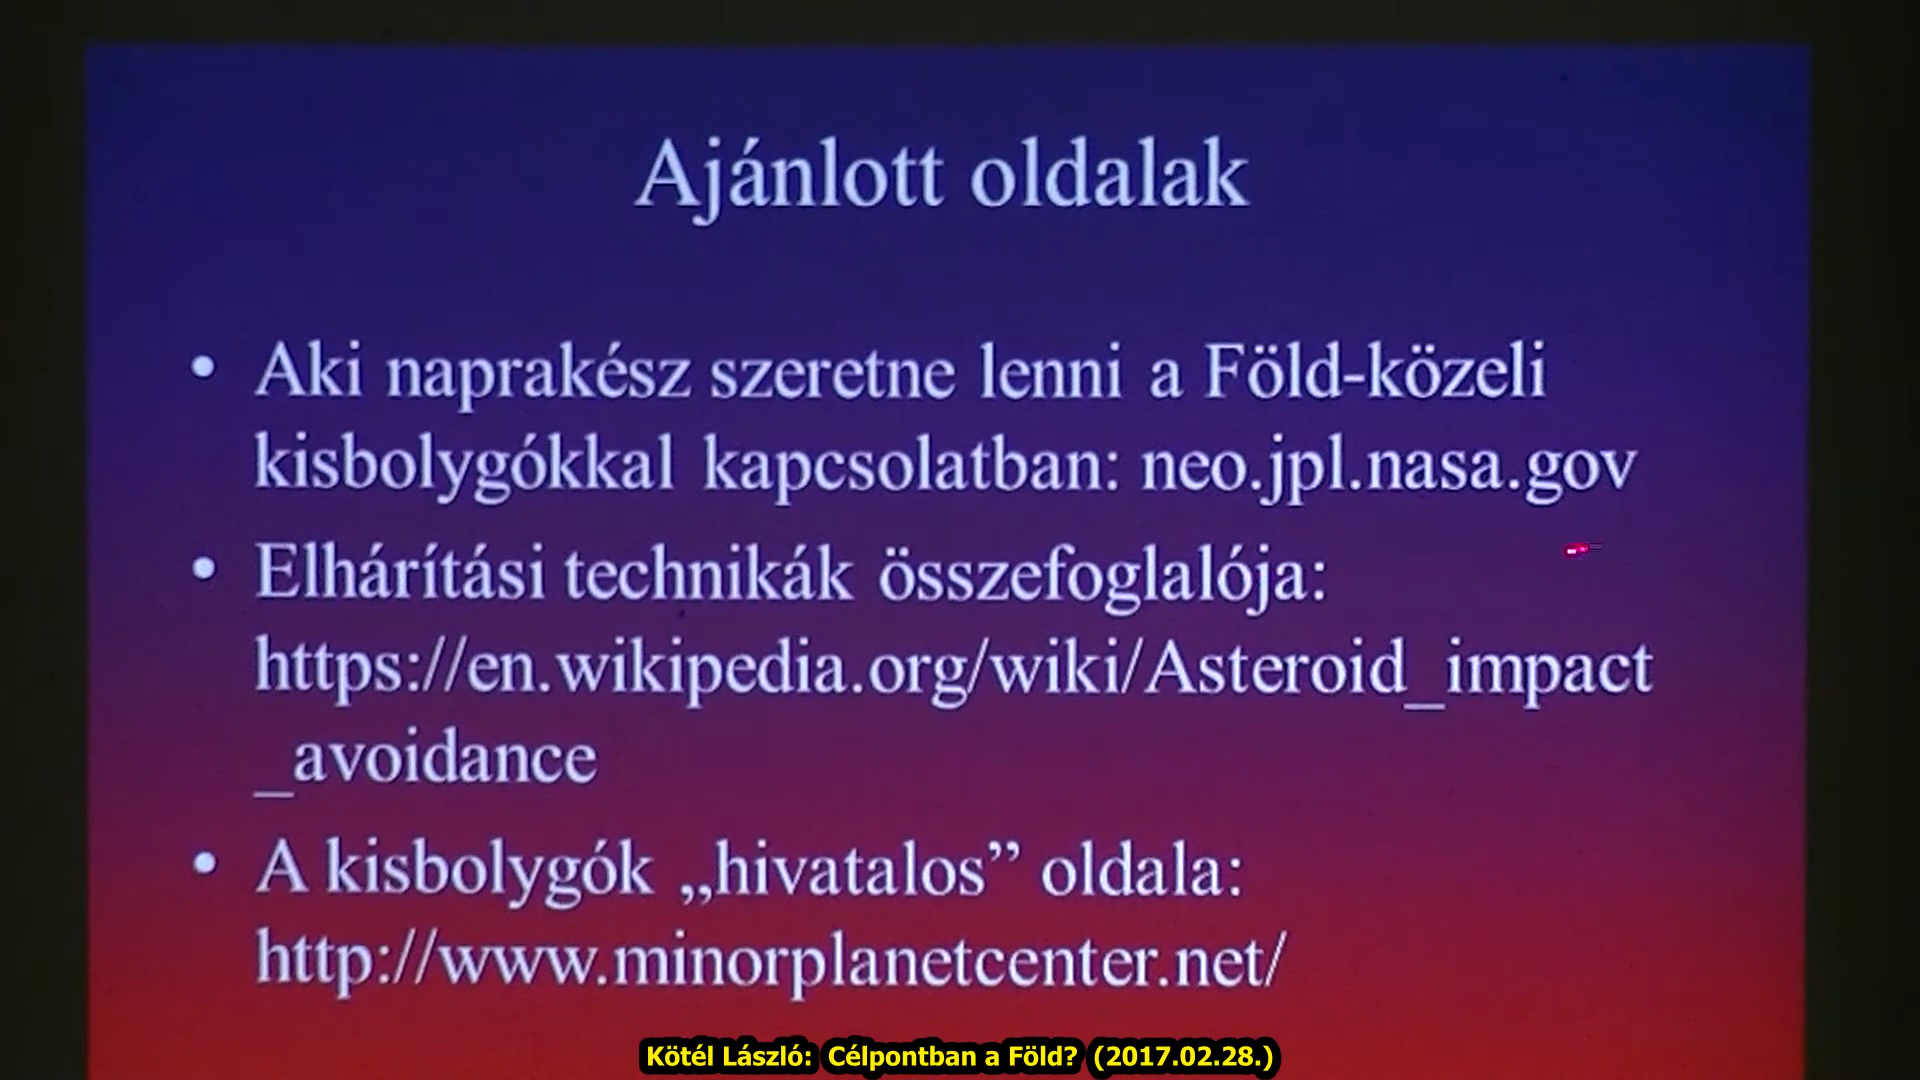 Ajánlott oldalak
• Aki naprakész szeretne lenni a Föld-közeli
kisbolygókkal kapcsolatban: neo.jpl.nasa.gov
• Elhárítási technikák összefoglalója:
https://en.wikipedia.org/wiki/Asteroid_impact
_avoidance
• A kisbolygók „hivatalos” oldala:
http://www.minorplanetcenter.net/
Kötél László: Célpontban a Föld? (2017.02.28.)